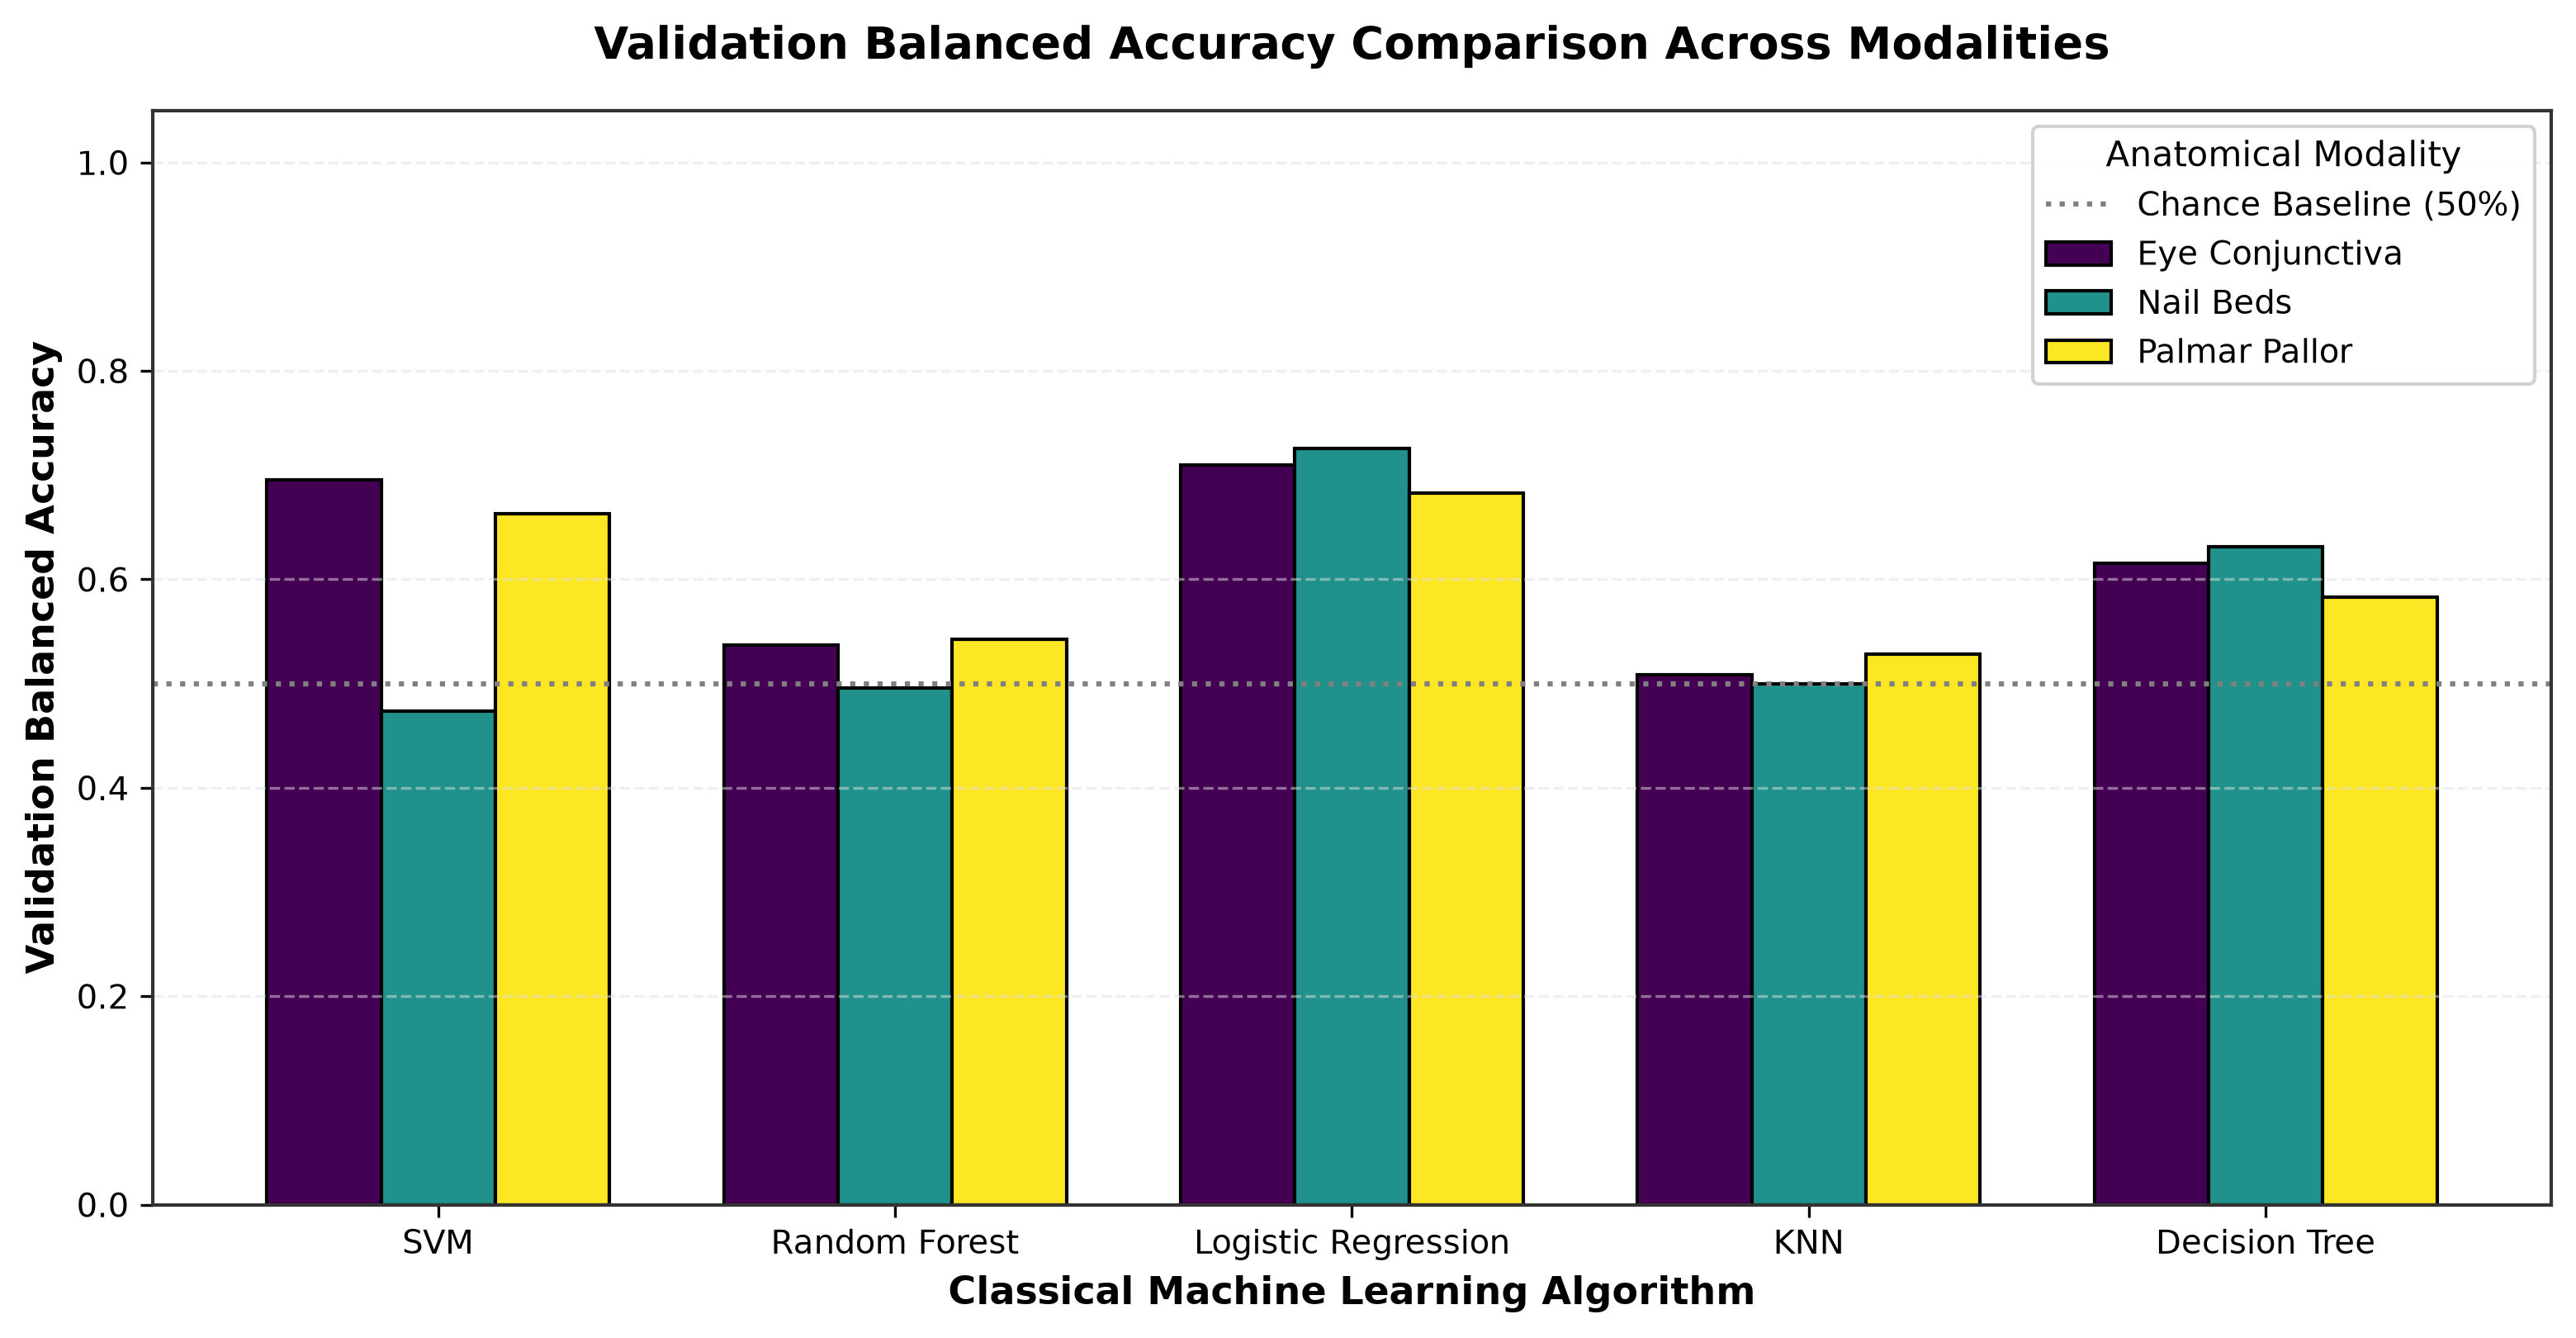 Validation Balanced Accuracy Comparison Across Modalities
Validation Balanced Accuracy
1.0
0.8
0.6
0.4
0.2
0.0
Anatomical Modality
Chance Baseline (50%)
Eye Conjunctiva
Nail Beds
Palmar Pallor
SVM
Random Forest
Logistic Regression
KNN
Decision Tree
Classical Machine Learning Algorithm